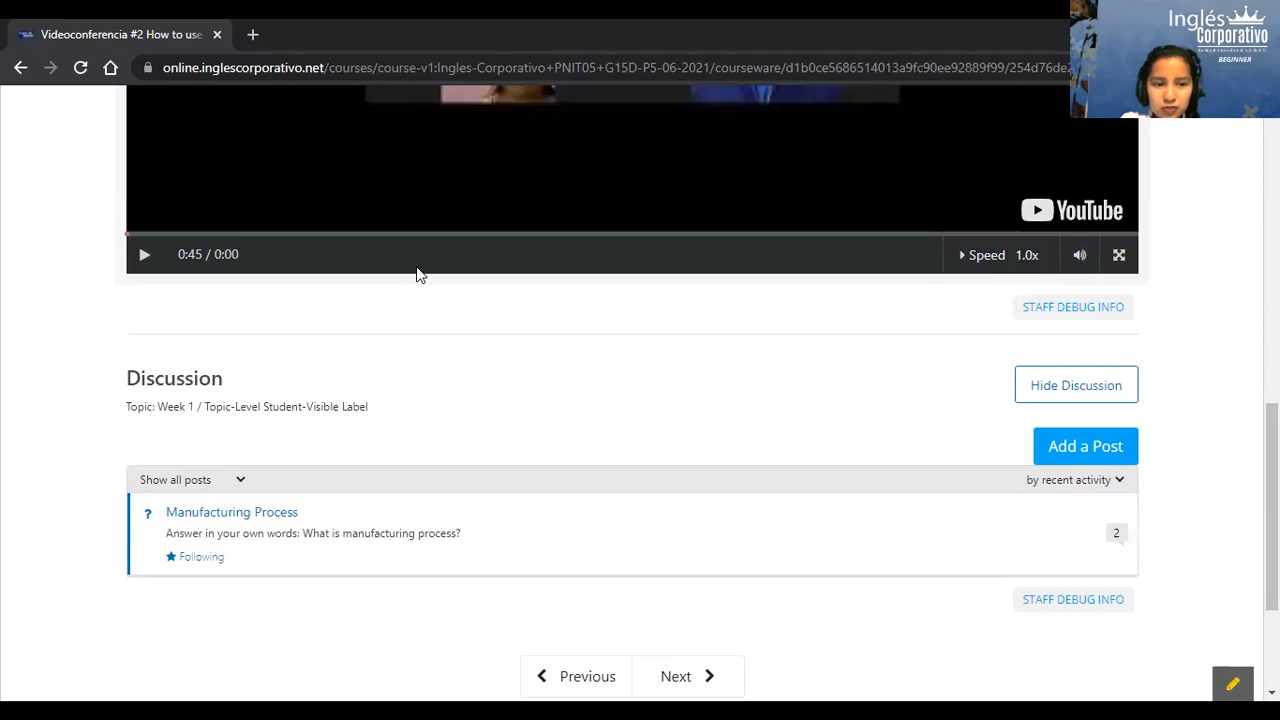 Videoconferencia #2 How to use
Inglés
Corporativo
BEGINNER
online.inglescorporativo.net/courses/course-v1:Ingles-Corporativo+PNIT05+G15D-P5-06-2021/courseware/d1b0ce5686514013a9fc90ee92889f99/254d76de2
YouTube
0:45 / 0:00
Speed 1.0x
STAFF DEBUG INFO
Discussion
Hide Discussion
Topic: Week 1 / Topic-Level Student-Visible Label
Add a Post
Show all posts
by recent activity
? Manufacturing Process
Answer in your own words: What is manufacturing process?
2
Following
STAFF DEBUG INFO
Previous
Next